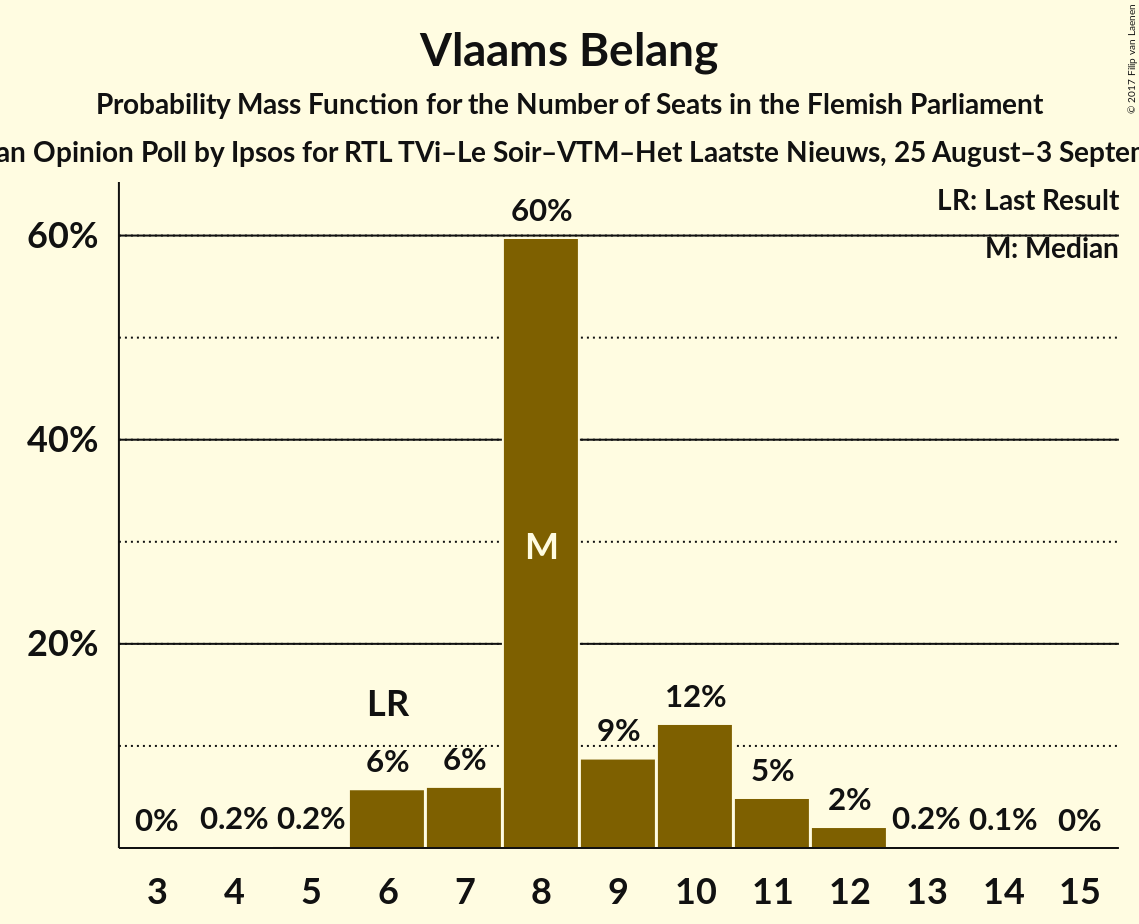 Vlaams Belang
Probability Mass Function for the Number of Seats in the Flemish Parliament
an Opinion Poll by Ipsos for RTL TVi–Le Soir–VTM–Het Laatste Nieuws, 25 August–3 Septe
© 2017 Filip van Laenen
LR: Last Result
M: Median
60%
40%
20%
60%
M
LR
0% 0.2% 0.2% 6% 6% 9% 12% 5% 2% 0.2% 0.1% 0%
3 4 5 6 7 8 9 10 11 12 13 14 15